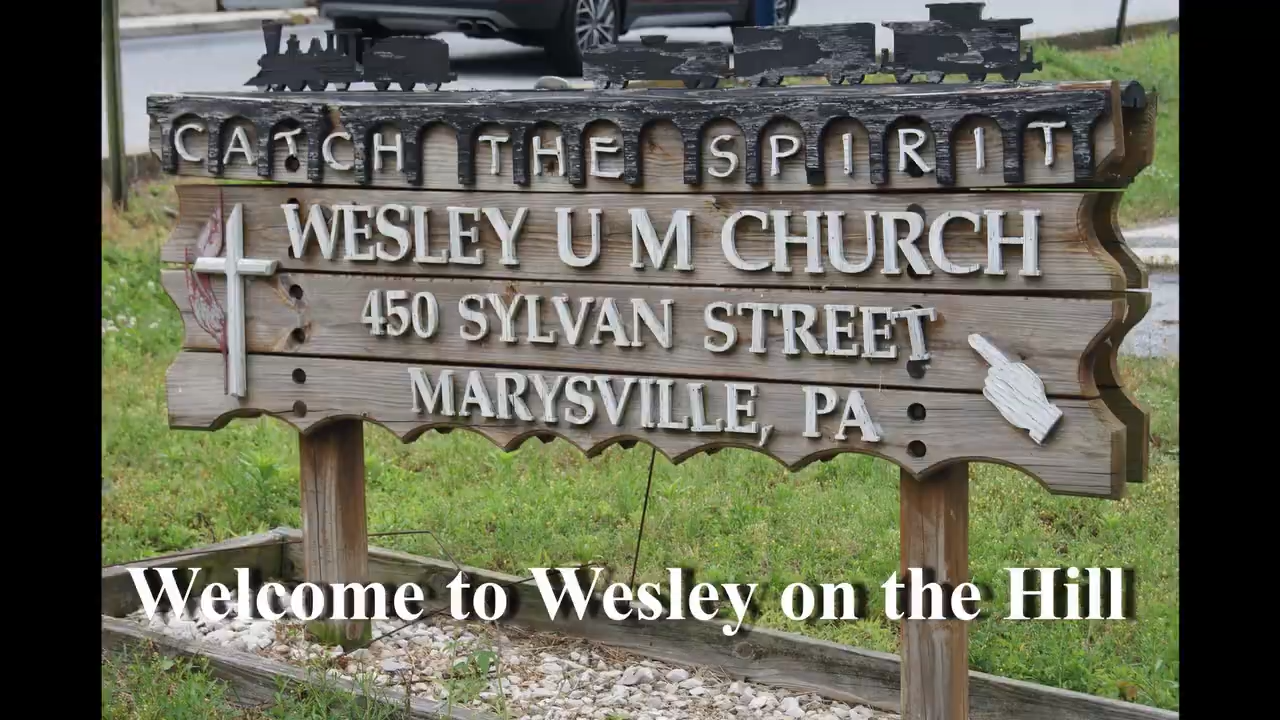 CATCH THE SPIRIT
WESLEY U M CHURCH
450 SYLVAN STREET
MARYSVILLE, PA
Welcome to Wesley on the Hill